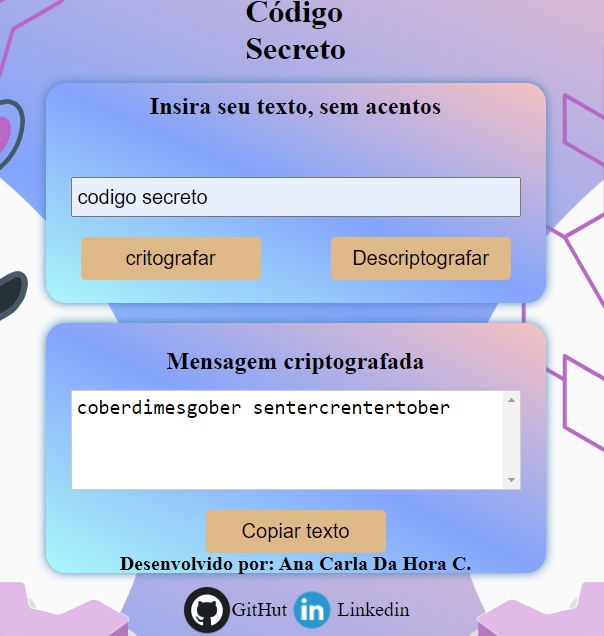 Código
Secreto
Insira seu texto, sem acentos
codigo secreto
critografar Descriptografar
Mensagem criptografada
coberdimesgober sentercrentertober
Copiar texto
Desenvolvido por: Ana Carla Da Hora C.
GitHut in Linkedin